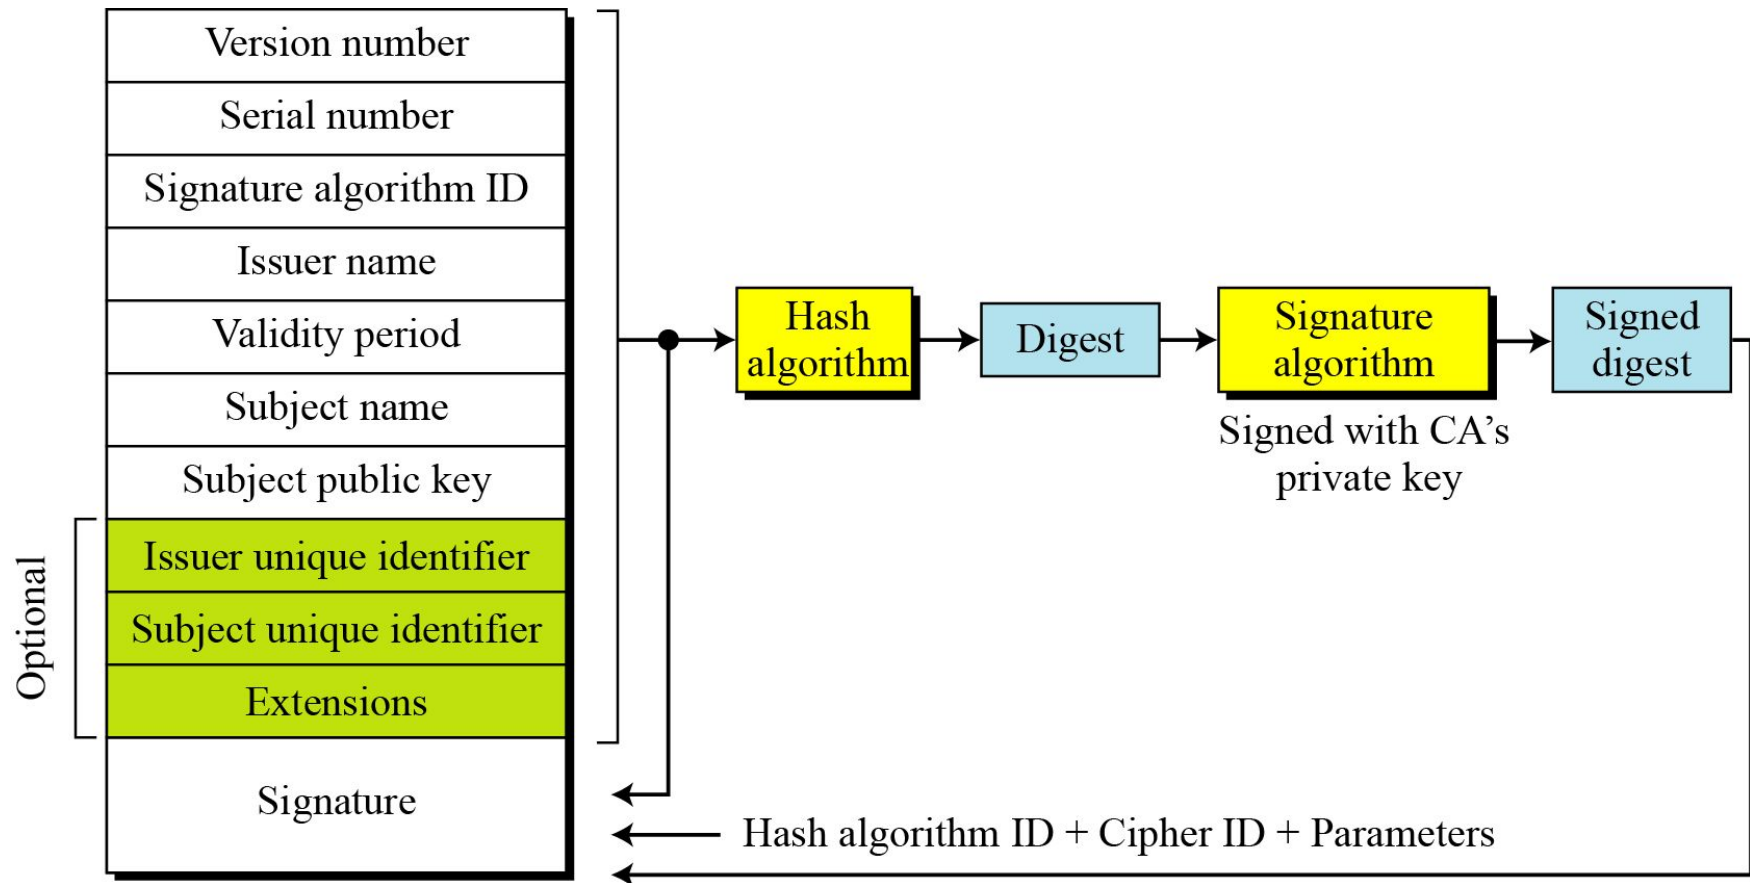 Version number
Serial number
Signature algorithm ID
Issuer name
Validity period
Subject name
Subject public key
Optional
Issuer unique identifier
Subject unique identifier
Extensions
Signature
Hash
algorithm
Digest
Signature
algorithm
Signed with CA’s
private key
Signed
digest
Hash algorithm ID + Cipher ID + Parameters